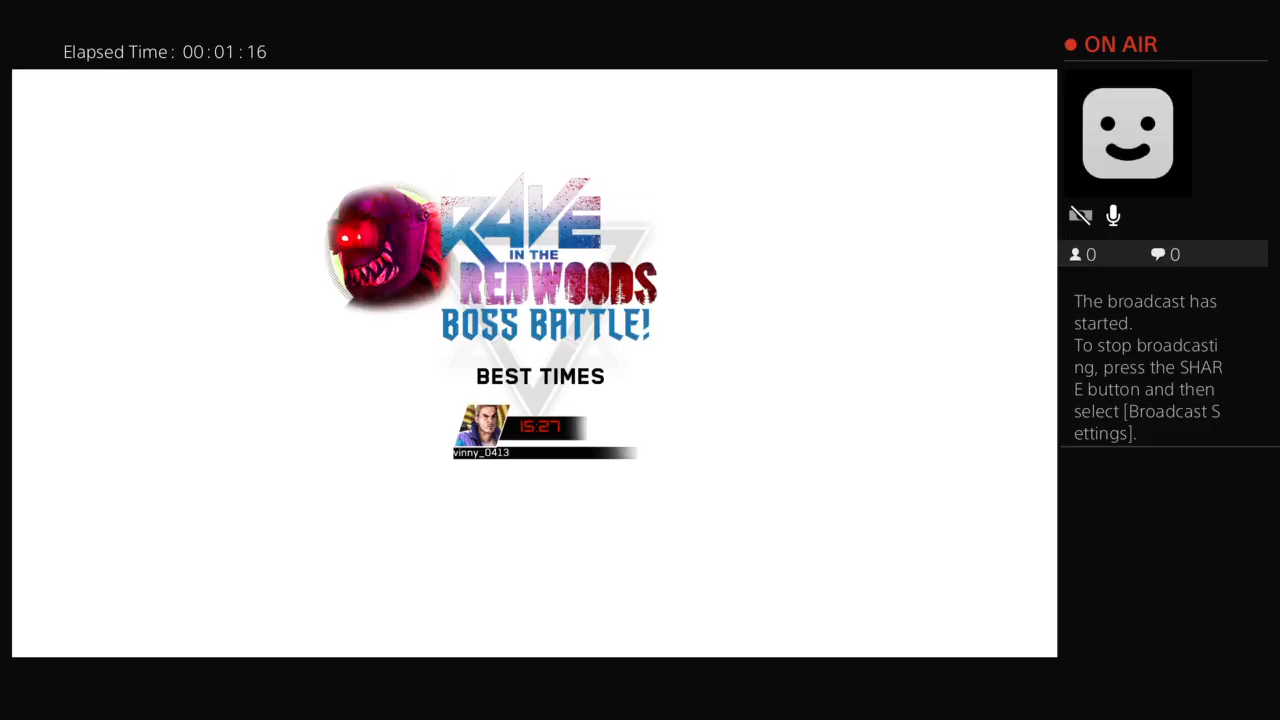 Elapsed Time: 00:01:16
ON AIR
0 0
The broadcast has
started.
To stop broadcasti
ng, press the SHAR
E button and then
select [Broadcast S
ettings].
RAVE
IN THE
REDWOODS
BOSS BATTLE!
BEST TIMES
15:27
vinny_0413